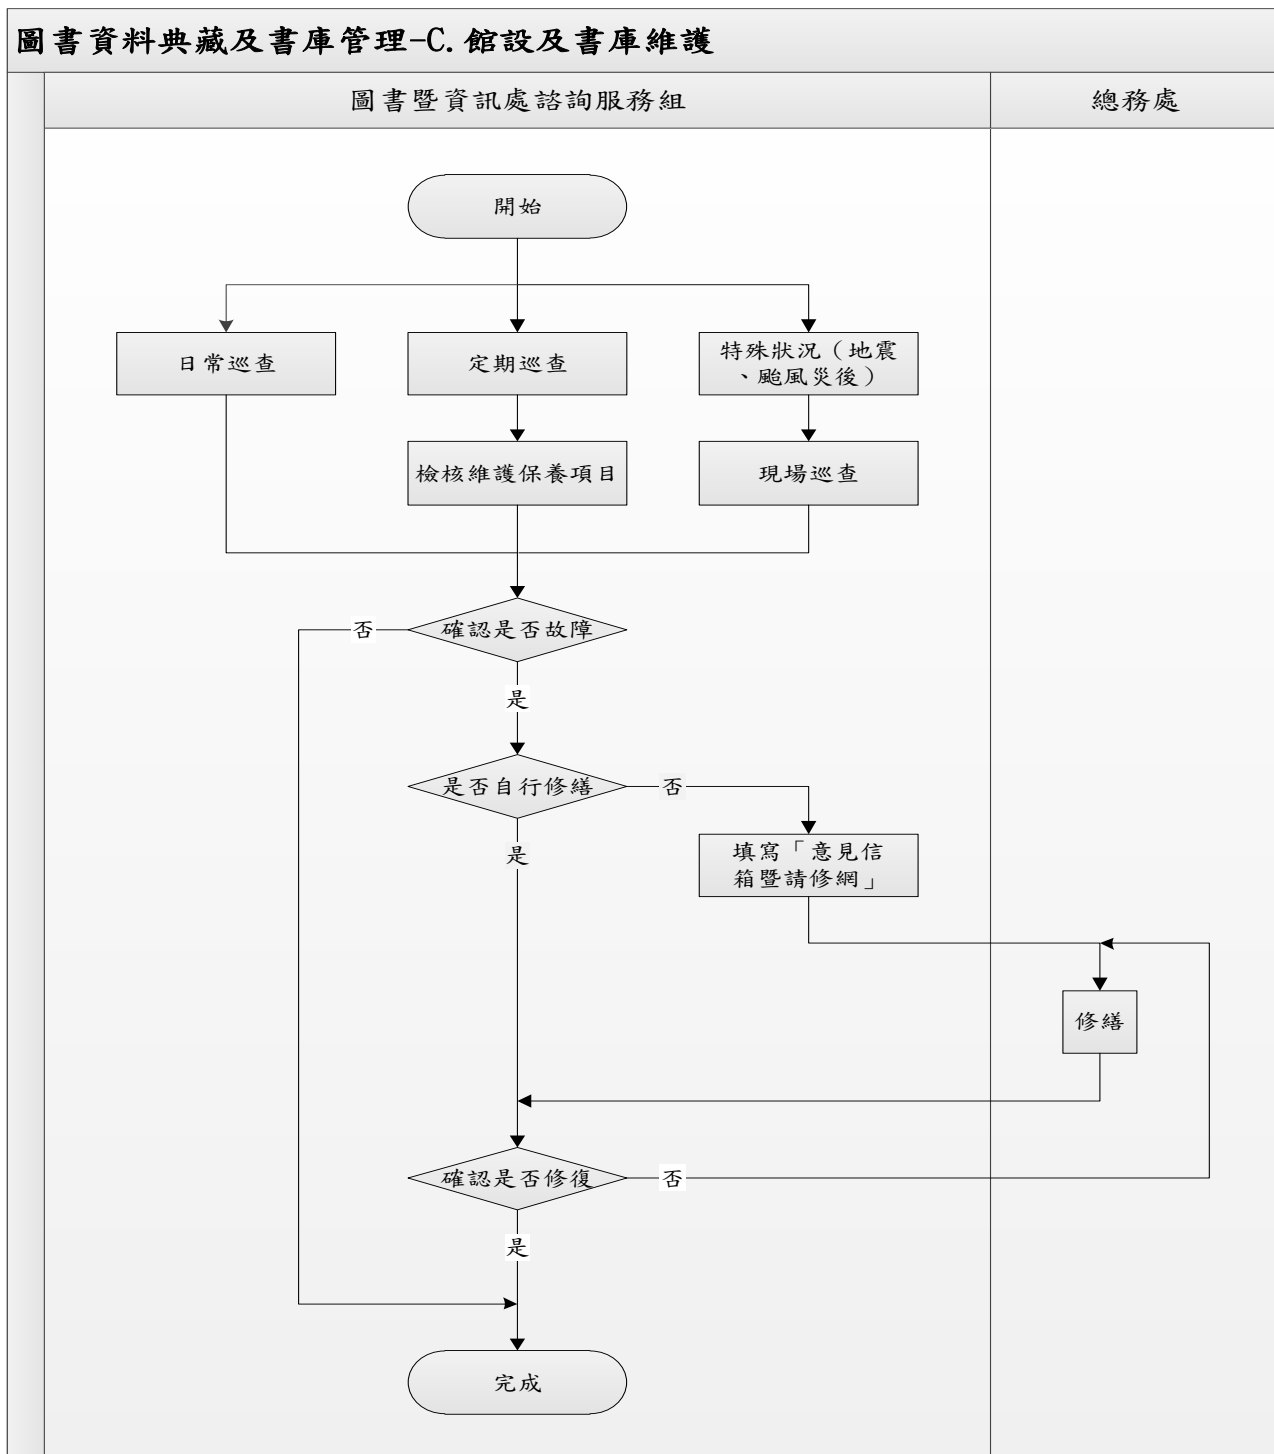 圖書資料典藏及書庫管理-C.館設及書庫維護
圖書暨資訊處諮詢服務組
總務處
開始
日常巡查
定期巡查
特殊狀況（地震
、颱風災後）
檢核維護保養項目
現場巡查
確認是否故障
否
是
是否自行修繕
否
是
填寫「意見信
箱暨請修網」
修繕
確認是否修復
否
是
完成